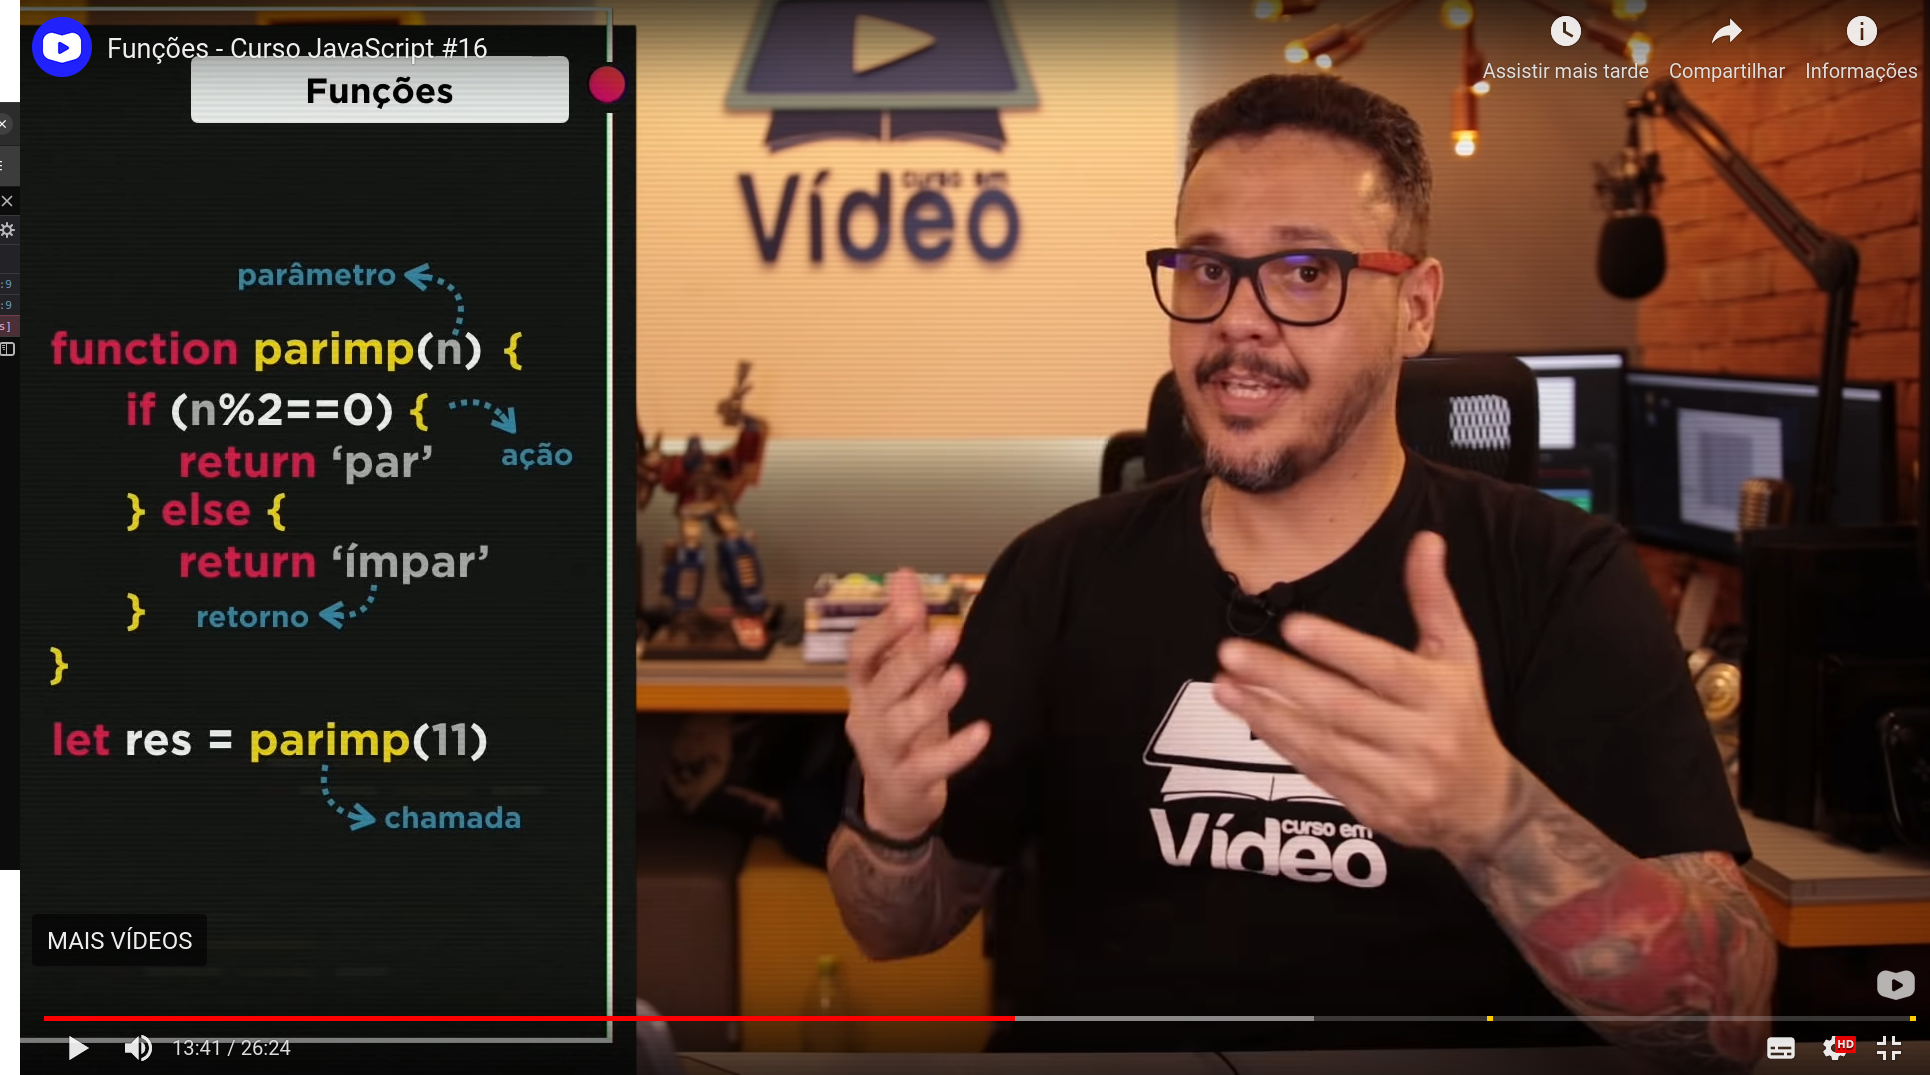 Funções - Curso JavaScript #16
Assistir mais tarde
Compartilhar
Informações
Funções
curso em
Vídeo
:9
:9
s]
parâmetro
function parimp(n) {
if (n%2==0) {
ação
return ‘par’
} else {
return ‘ímpar’
}
retorno
}
let res = parimp(11)
chamada
curso em
Vídeo
MAIS VÍDEOS
13:41 / 26:24
HD